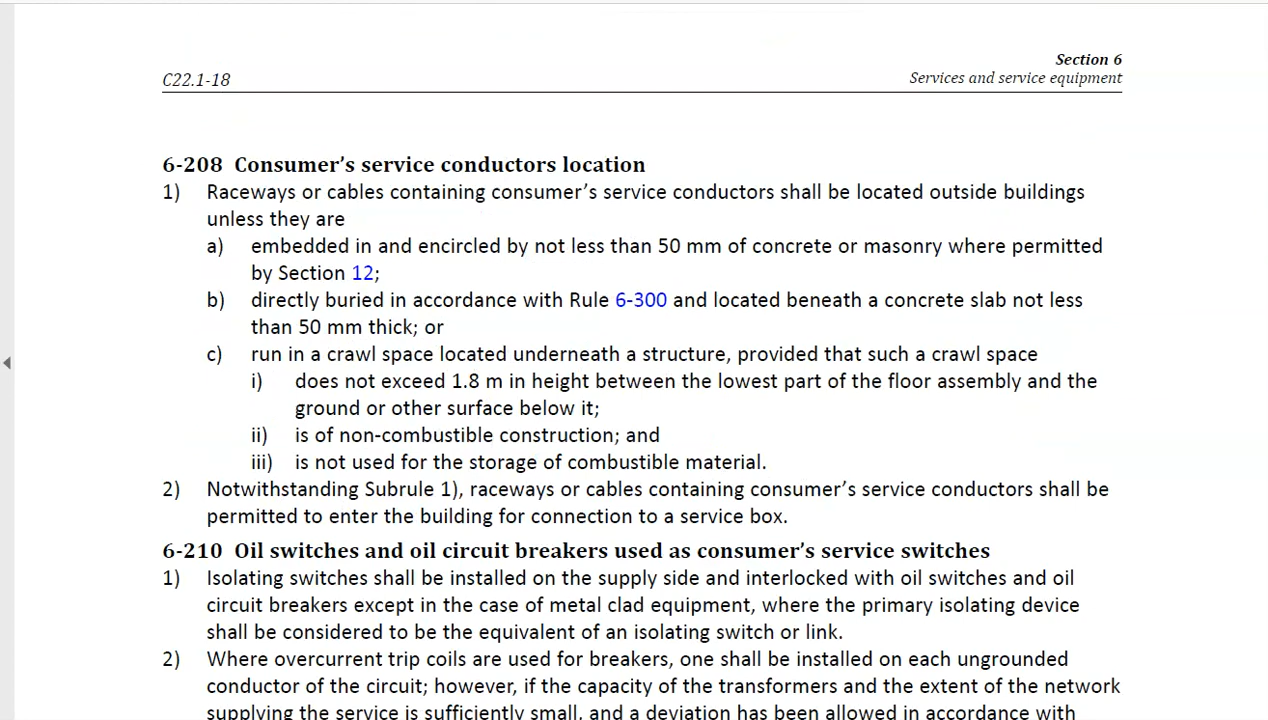 Section 6
C22.1-18
Services and service equipment
6-208 Consumer's service conductors location
1) Raceways or cables containing consumer's service conductors shall be located outside buildings
unless they are
a) embedded in and encircled by not less than 50 mm of concrete or masonry where permitted
by Section 12;
b) directly buried in accordance with Rule 6-300 and located beneath a concrete slab not less
than 50 mm thick; or
c) run in a crawl space located underneath a structure, provided that such a crawl space
i) does not exceed 1.8 m in height between the lowest part of the floor assembly and the
ground or other surface below it;
ii) is of non-combustible construction; and
iii) is not used for the storage of combustible material.
2) Notwithstanding Subrule 1), raceways or cables containing consumer's service conductors shall be
permitted to enter the building for connection to a service box.
6-210 Oil switches and oil circuit breakers used as consumer's service switches
1) Isolating switches shall be installed on the supply side and interlocked with oil switches and oil
circuit breakers except in the case of metal clad equipment, where the primary isolating device
shall be considered to be the equivalent of an isolating switch or link.
2) Where overcurrent trip coils are used for breakers, one shall be installed on each ungrounded
conductor of the circuit; however, if the capacity of the transformers and the extent of the network
supplying the service is sufficiently small, and a deviation has been allowed in accordance with